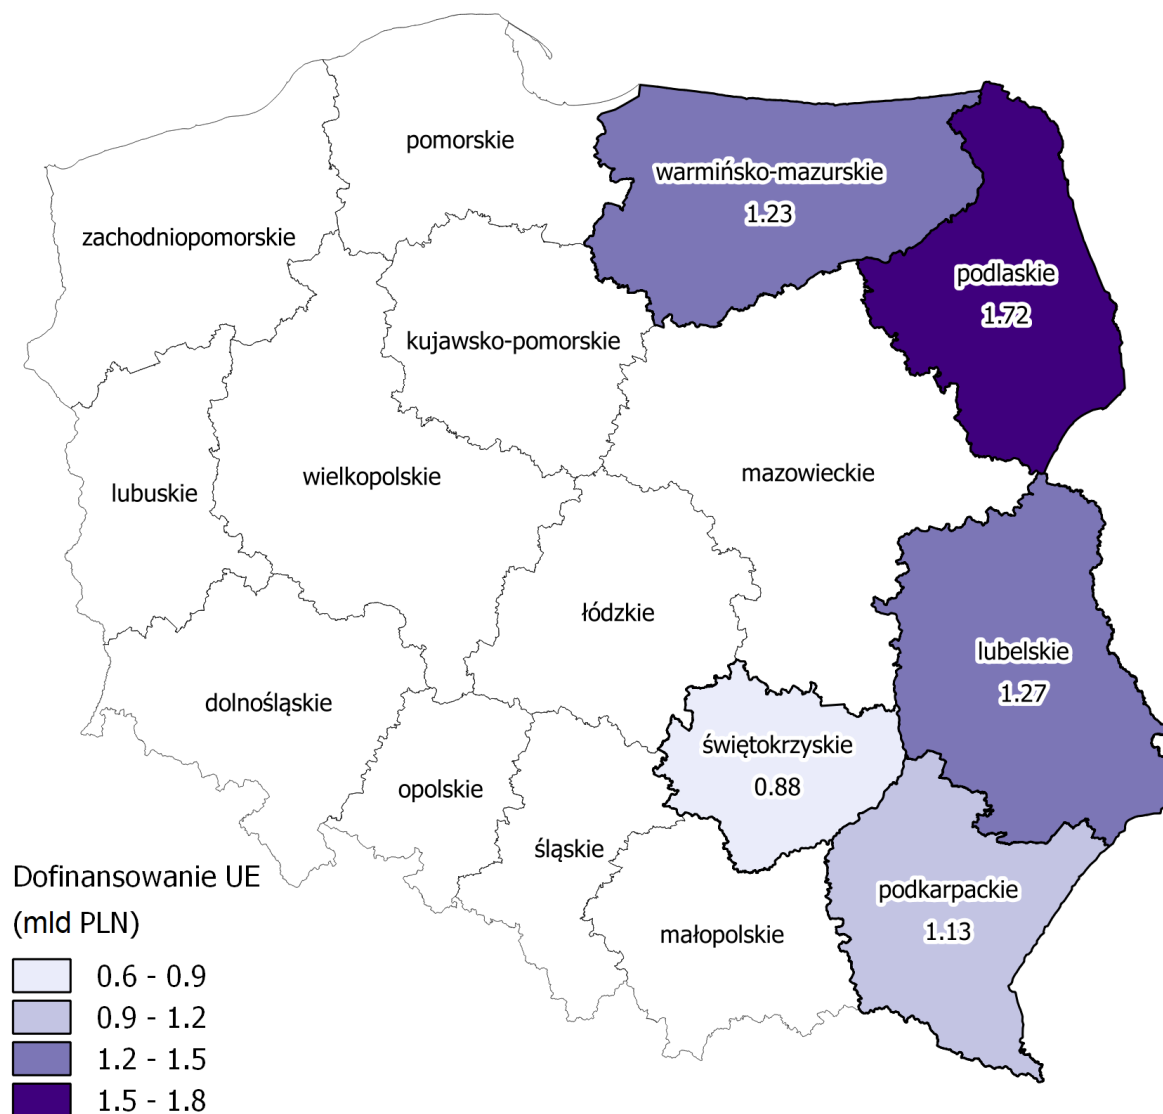 pomorskie
warmińsko-mazurskie
1.23
zachodniopomorskie
podlaskie
1.72
kujawsko-pomorskie
mazowieckie
wielkopolskie
lubuskie
łódzkie
lubelskie
1.27
dolnośląskie
świętokrzyskie
0.88
opolskie
śląskie
podkarpackie
1.13
małopolskie
Dofinansowanie UE
(mld PLN)
0.6 - 0.9
0.9 - 1.2
1.2 - 1.5
1.5 - 1.8